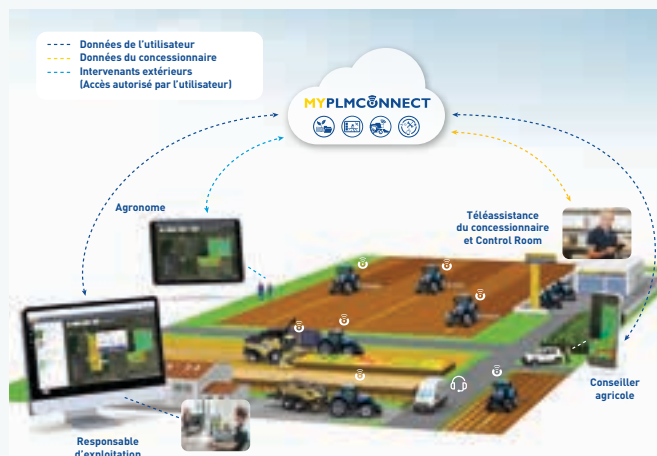 Données de l'utilisateur
Données du concessionnaire
Intervenants extérieurs
(Accès autorisé par l'utilisateur)
MYPLMCONNECT
Agronome
Téléassistance
du concessionnaire
et Control Room
Conseiller
agricole
Responsable
d'exploitation